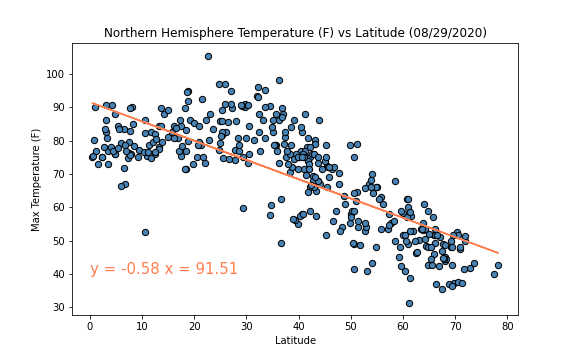 Northern Hemisphere Temperature (F) vs Latitude (08/29/2020)
Max Temperature (F)
100
90
80
70
60
50
40
30
y = -0.58 x = 91.51
0 10 20 30 40 50 60 70 80
Latitude